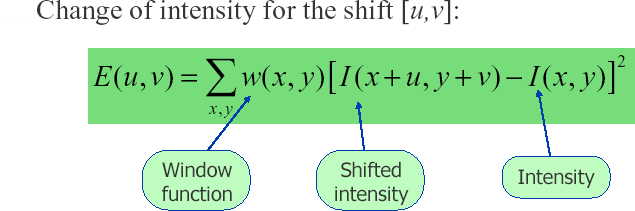 Change of intensity for the shift [u,v]:
E(u,v) = ∑ w(x,y)[I(x+u,y+v)−I(x,y)]²
x,y
Window
function
Shifted
intensity
Intensity